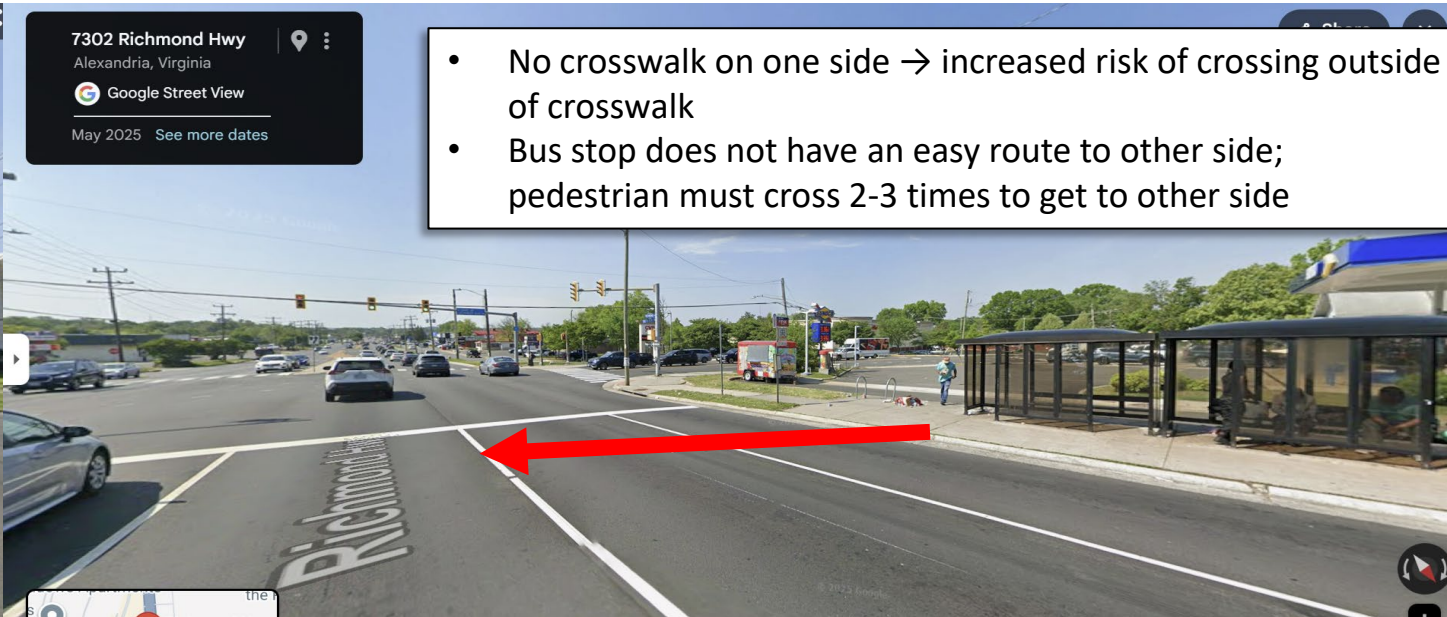 7302 Richmond Hwy
Alexandria, Virginia
Google Street View
May 2025 See more dates
• No crosswalk on one side → increased risk of crossing outside
of crosswalk
• Bus stop does not have an easy route to other side;
pedestrian must cross 2-3 times to get to other side
Share
Richmond Hwy
the